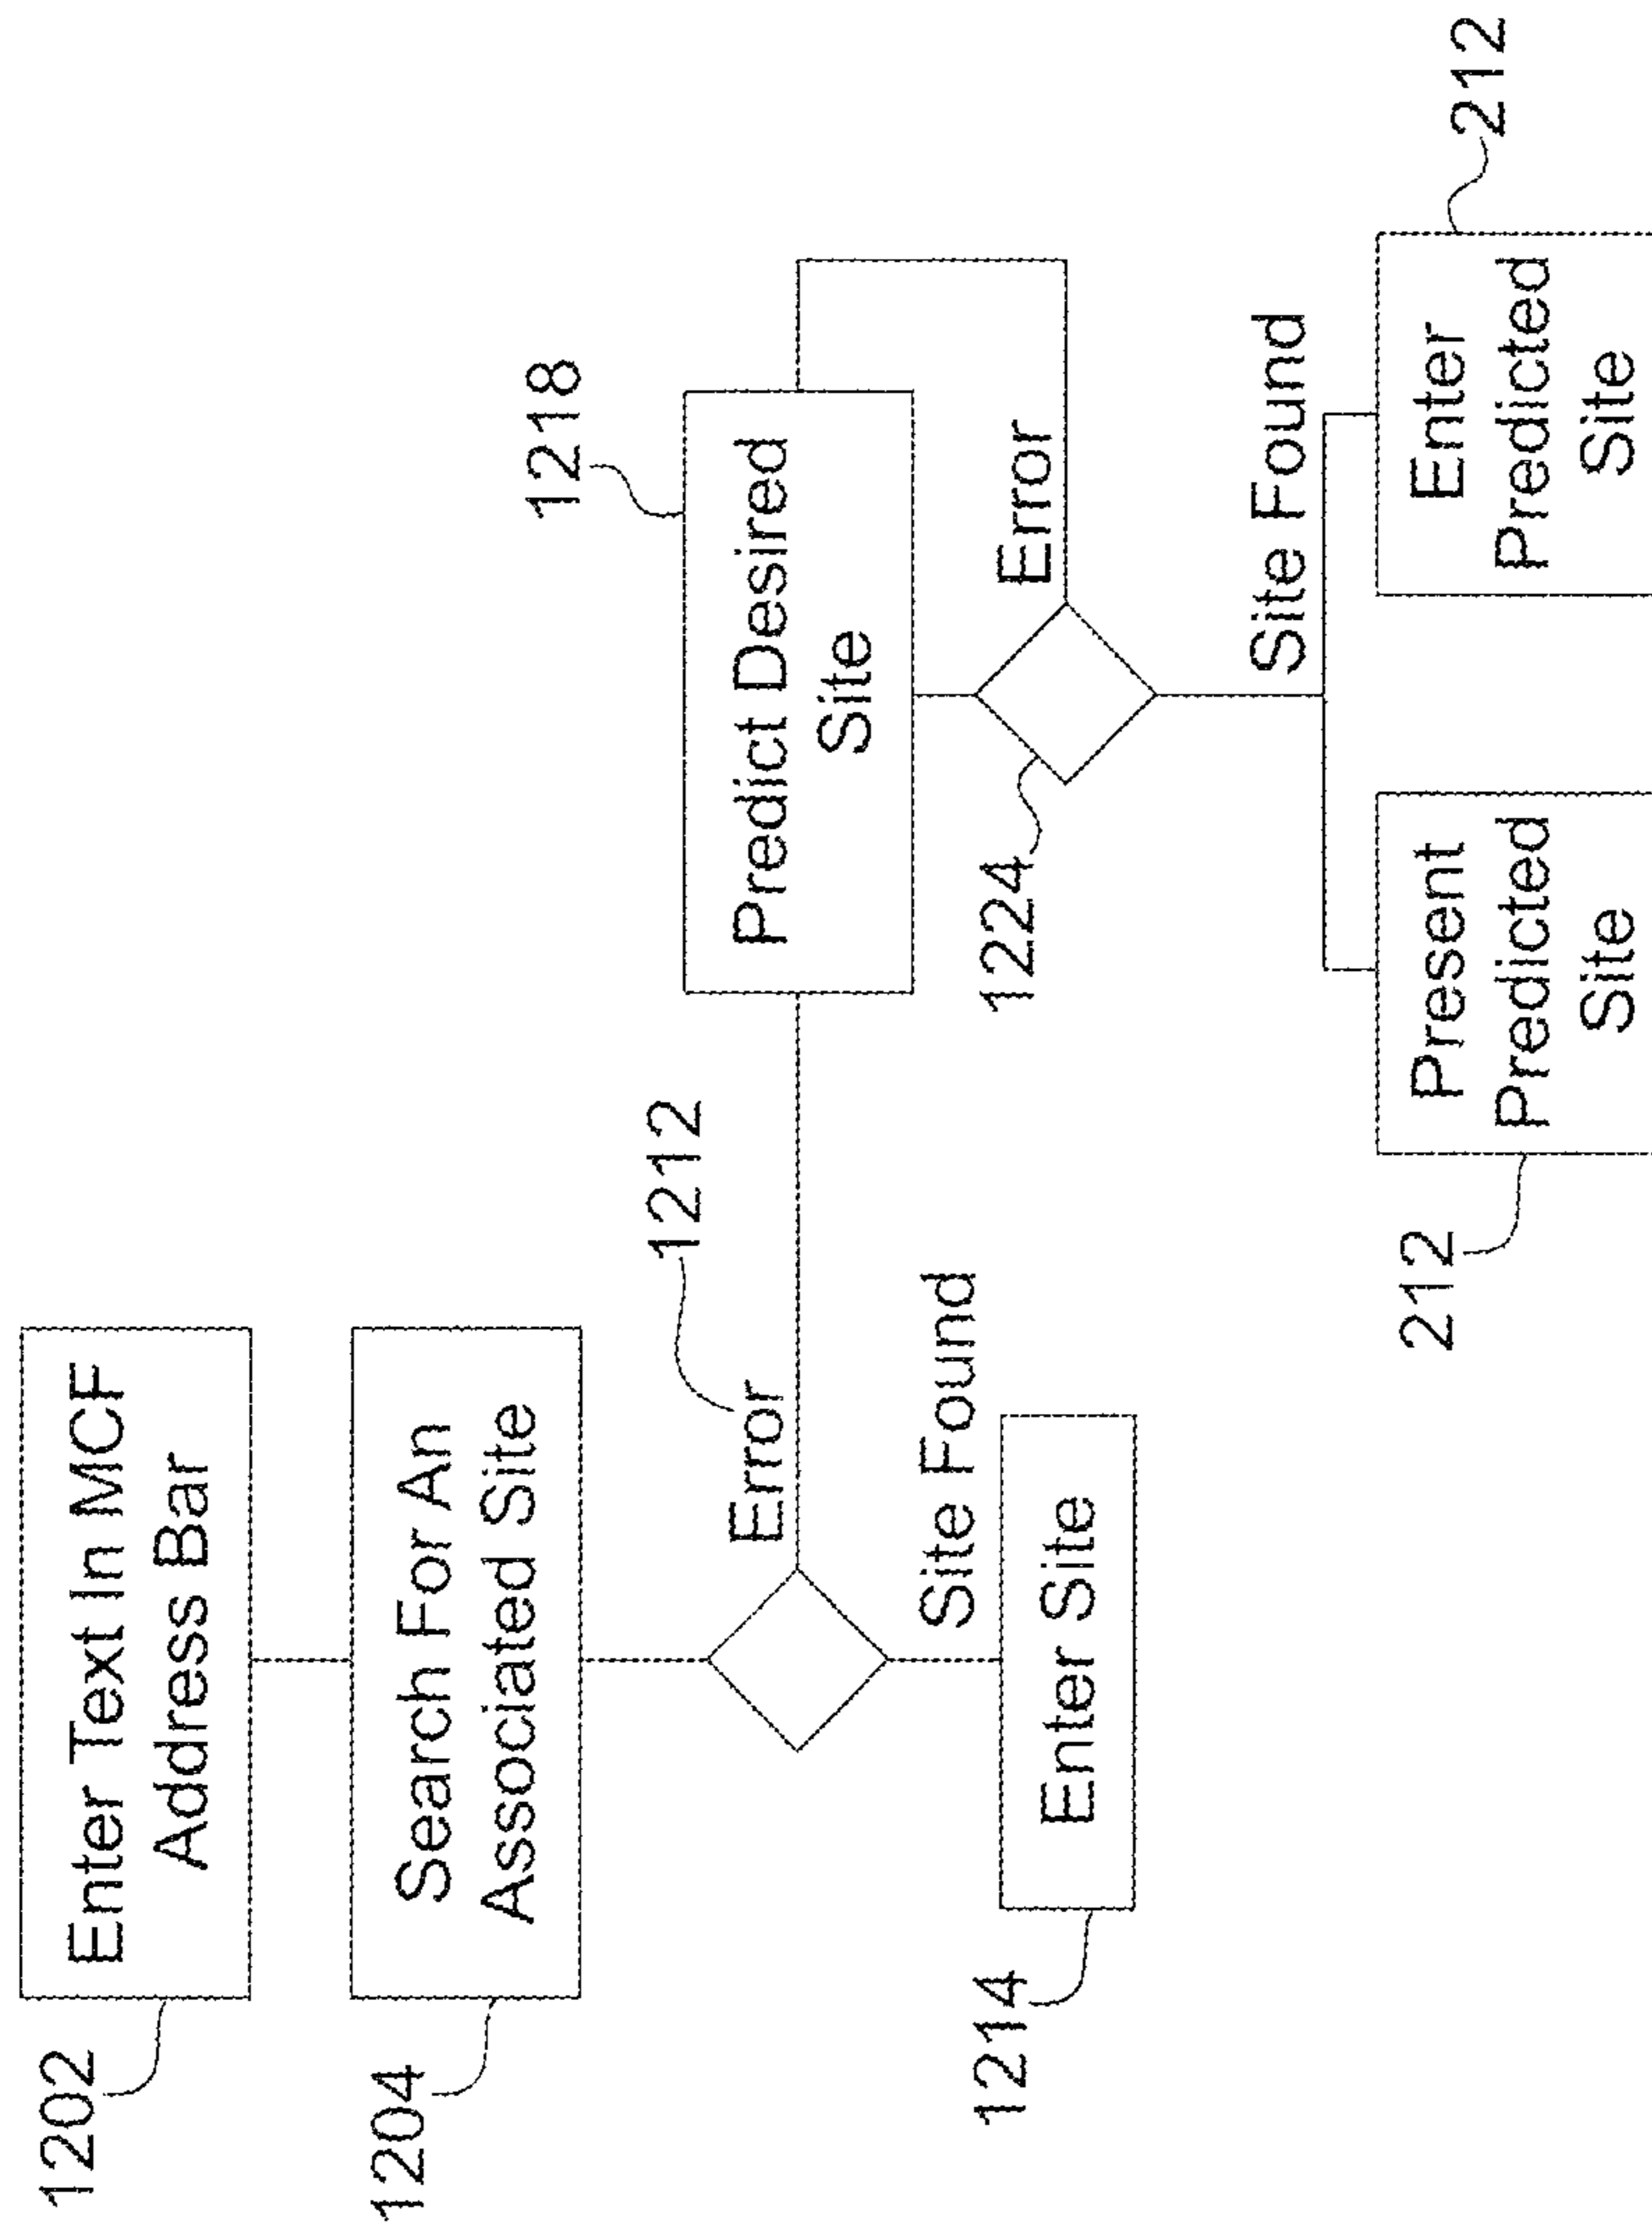 1202
Enter Text In MCF
Address Bar
1204
Search For An
Associated Site
Error
1212
Site Found
1214
Enter Site
1218
Predict Desired
Site
1224
Error
Site Found
212
Present
Predicted
Site
Enter
Predicted
Site
212